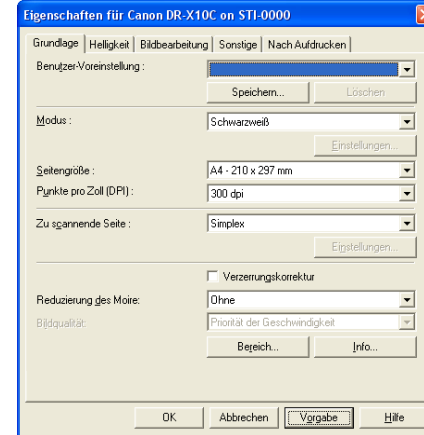 Eigenschaften für Canon DR-X10C on STI-0000
Grundlage Helligkeit Bildbearbeitung Sonstige Nach Aufdrucken
Benutzer-Voreinstellung :
Speichern... Löschen
Modus : Schwarzweiß
Einstellungen...
Seitengröße : A4 - 210 x 297 mm
Punkte pro Zoll (DPI) : 300 dpi
Zu scannende Seite : Simplex
Einstellungen...
Verzerrungskorrektur
Reduzierung des Moire: Ohne
Bildqualität: Priorität der Geschwindigkeit
Bereich... Info...
OK Abbrechen Vorgabe Hilfe